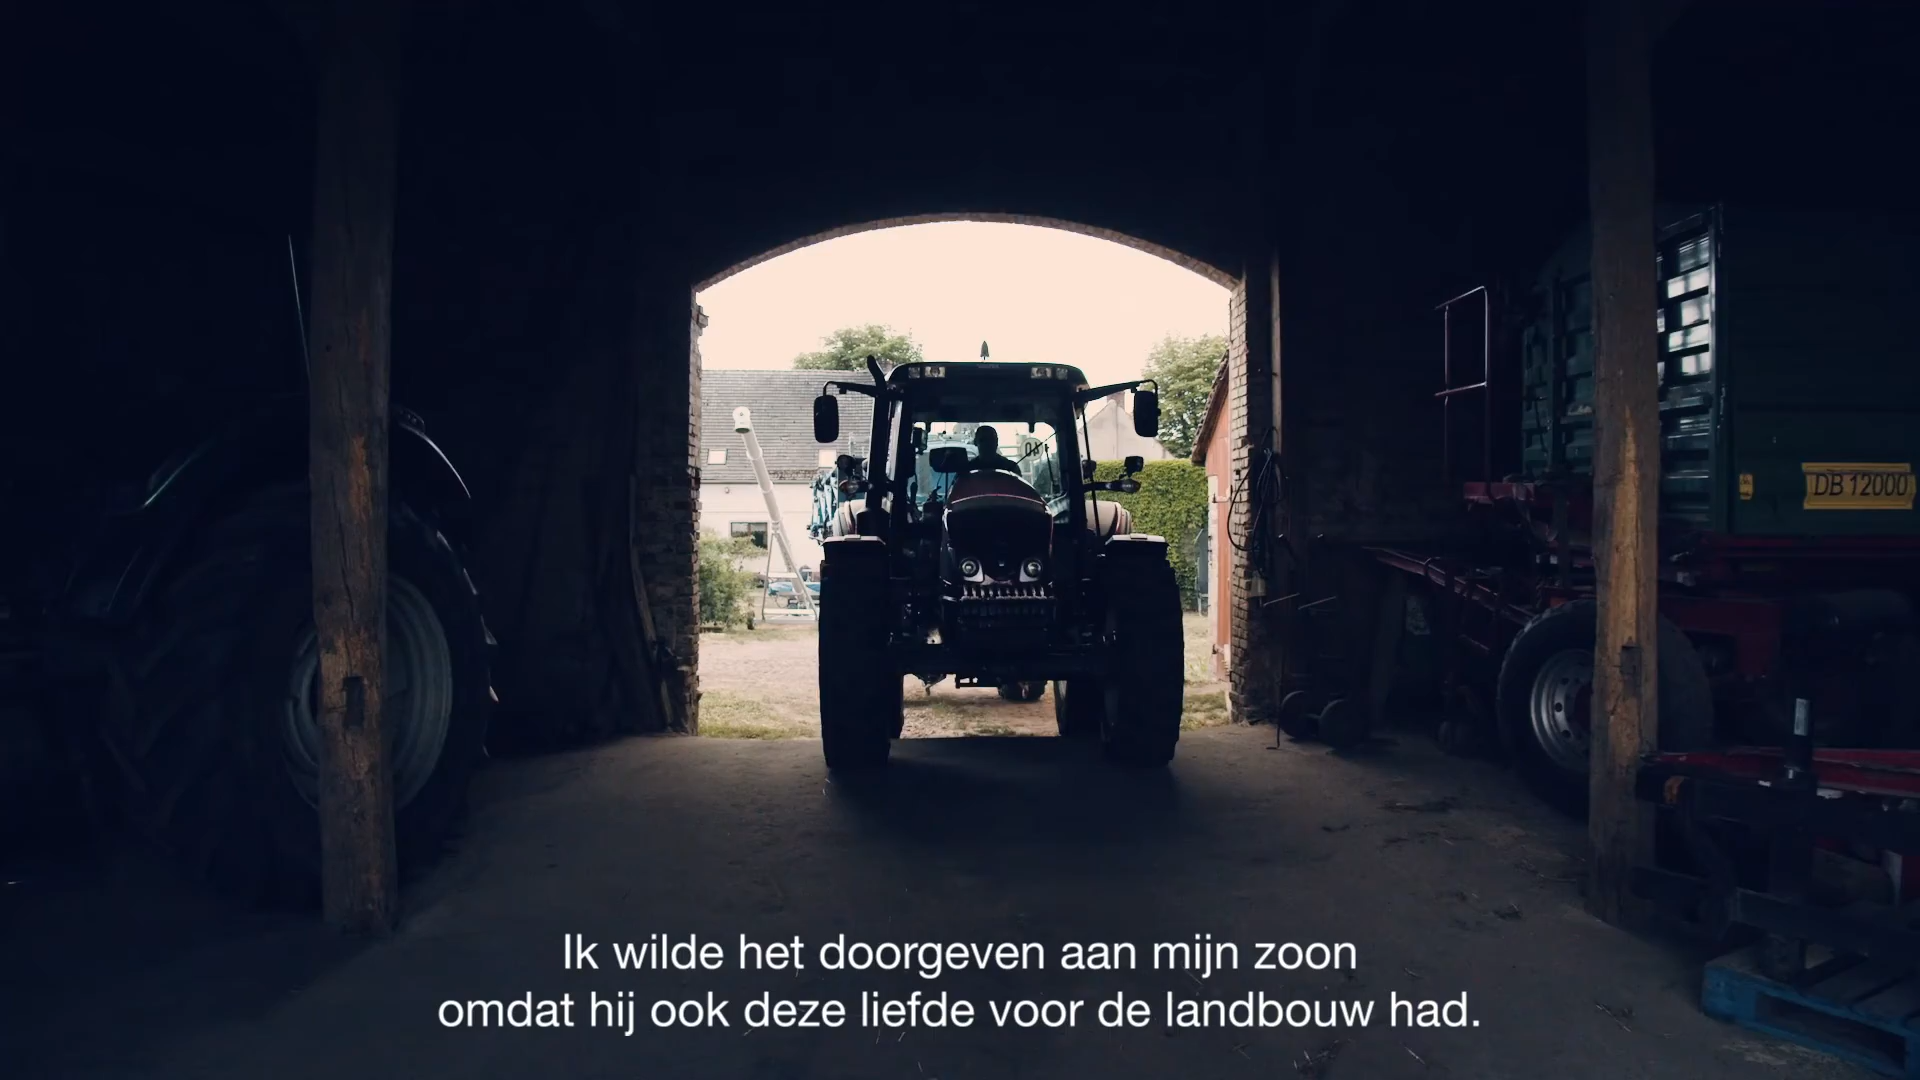 DB 12000
Ik wilde het doorgeven aan mijn zoon
omdat hij ook deze liefde voor de landbouw had.